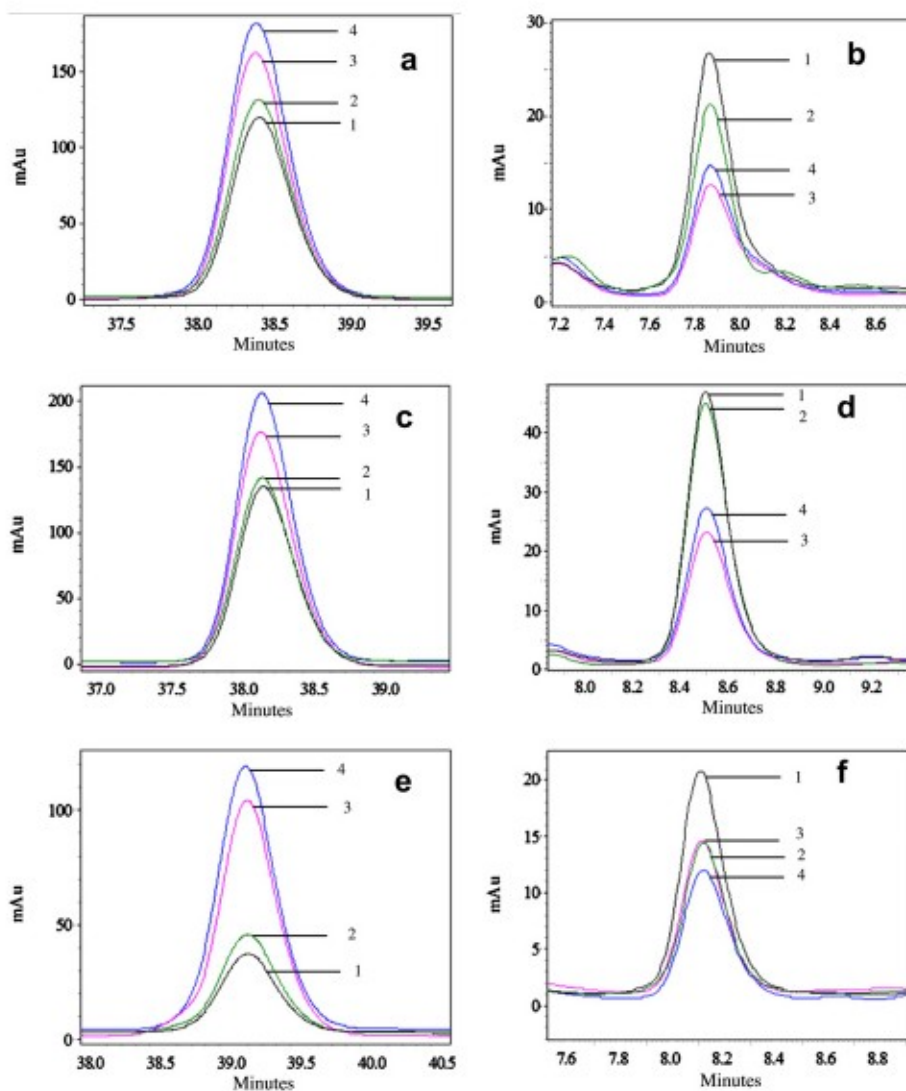 a
mAu
150
100
50
0
4
3
2
1
37.5 38.0 38.5 39.0 39.5
Minutes
b
mAu
30
20
10
0
1
2
4
3
7.2 7.4 7.6 7.8 8.0 8.2 8.4 8.6
Minutes
c
mAu
200
150
100
50
0
4
3
2
1
37.0 37.5 38.0 38.5 39.0
Minutes
d
mAu
40
30
20
10
0
1
2
4
3
8.0 8.2 8.4 8.6 8.8 9.0 9.2
Minutes
e
mAu
100
50
0
4
3
2
1
38.0 38.5 39.0 39.5 40.0 40.5
Minutes
f
mAu
20
15
10
5
0
1
3
2
4
7.6 7.8 8.0 8.2 8.4 8.6 8.8
Minutes